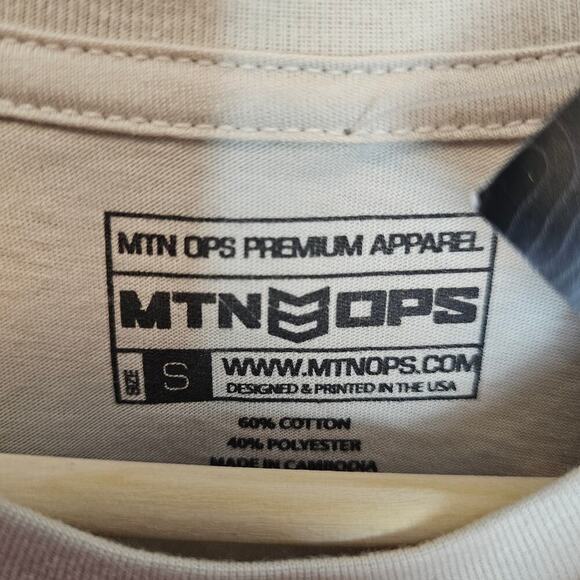 MTN OPS PREMIUM APPAREL
MTN OPS
SIZE S
WWW.MTNOPS.COM
DESIGNED & PRINTED IN THE USA
60% COTTON
40% POLYESTER
MADE IN CAMBODIA